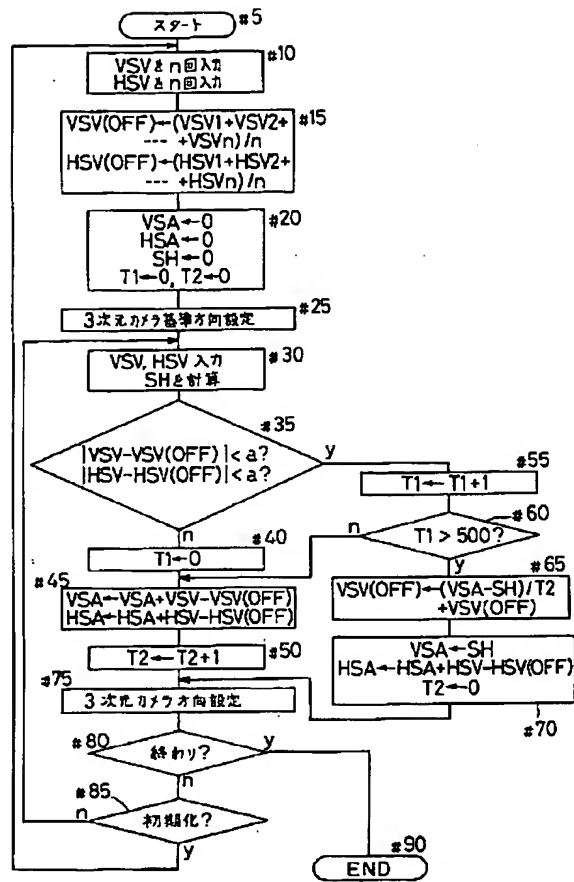 スタート #5
#10
VSVをn回入力
HSVをn回入力
#15
VSV(OFF)←(VSV1+VSV2+
--- +VSVn)/n
HSV(OFF)←(HSV1+HSV2+
--- +HSVn)/n
#20
VSA←0
HSA←0
SH←0
T1←0, T2←0
#25
3次元カメラ基準方向設定
#30
VSV, HSV 入力
SHを計算
#35
|VSV-VSV(OFF)|<a?
|HSV-HSV(OFF)|<a?
y
n
#55
T1←T1+1
#60
T1>500?
n
y
#40
T1←0
#65
VSV(OFF)←(VSA-SH)/T2
+VSV(OFF)
#45
VSA←VSA+VSV-VSV(OFF)
HSA←HSA+HSV-HSV(OFF)
#50
T2←T2+1
VSA←SH
HSA←HSA+HSV-HSV(OFF)
T2←0
#70
#75
3次元カメラ方向設定
#80
終わり?
y
n
#85
初期化?
n
y
#90
END